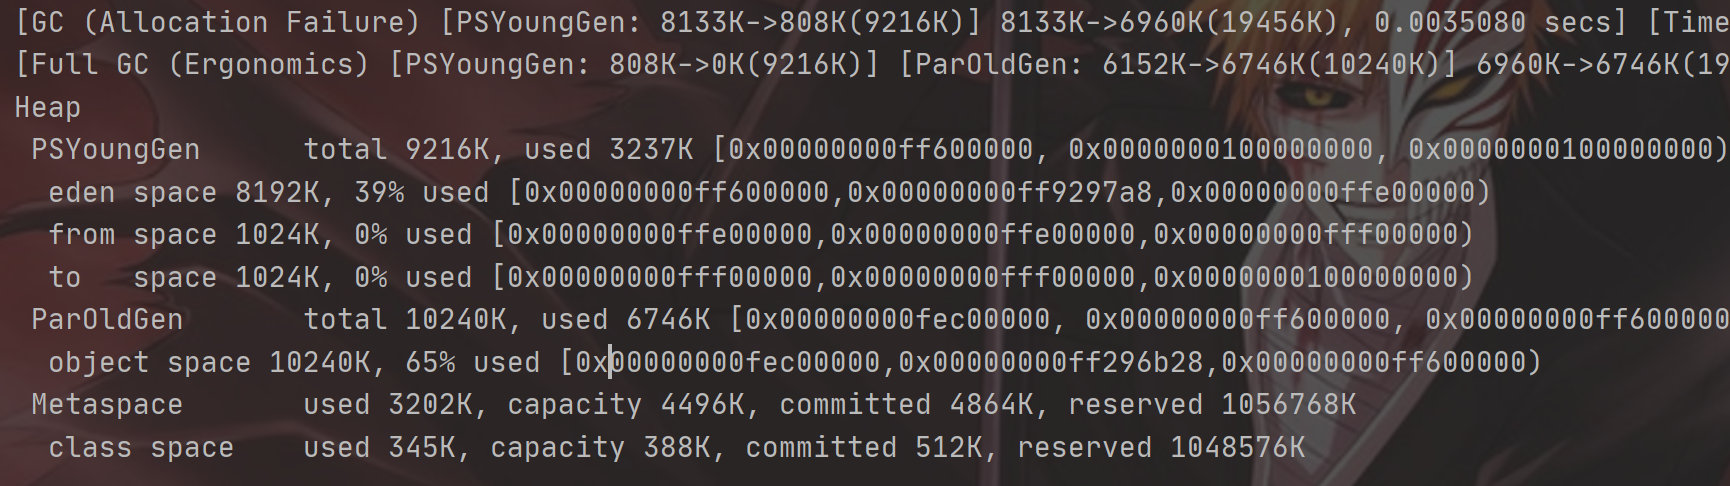 [GC (Allocation Failure) [PSYoungGen: 8133K->808K(9216K)] 8133K->6960K(19456K), 0.0035080 secs] [Time
[Full GC (Ergonomics) [PSYoungGen: 808K->0K(9216K)] [ParOldGen: 6152K->6746K(10240K)] 6960K->6746K(19
Heap
PSYoungGen      total 9216K, used 3237K [0x00000000ff600000, 0x0000000100000000, 0x0000000100000000)
eden space 8192K, 39% used [0x00000000ff600000,0x00000000ff9297a8,0x00000000ffe00000)
from space 1024K, 0% used [0x00000000ffe00000,0x00000000ffe00000,0x00000000fff00000)
to   space 1024K, 0% used [0x00000000fff00000,0x00000000fff00000,0x0000000100000000)
ParOldGen       total 10240K, used 6746K [0x00000000fec00000, 0x00000000ff600000, 0x00000000ff600000
object space 10240K, 65% used [0x00000000fec00000,0x00000000ff296b28,0x00000000ff600000)
Metaspace       used 3202K, capacity 4496K, committed 4864K, reserved 1056768K
class space    used 345K, capacity 388K, committed 512K, reserved 1048576K